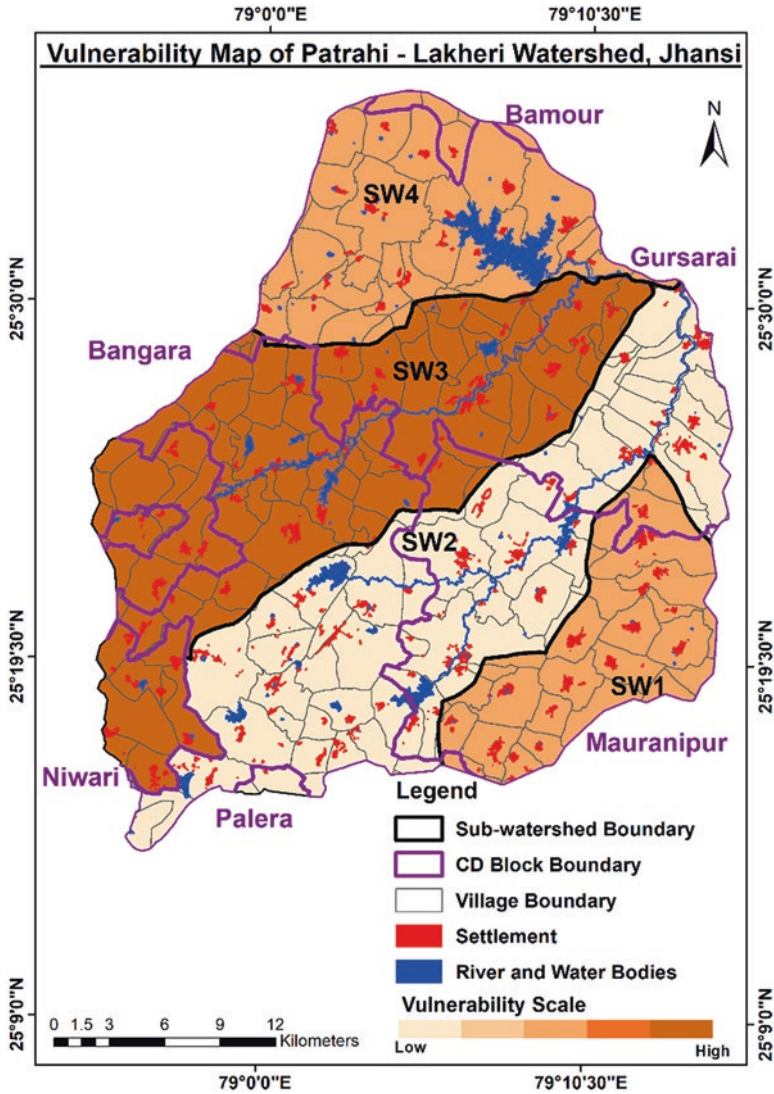 79°0'0"E 79°10'30"E
Vulnerability Map of Patrahi - Lakheri Watershed, Jhansi
N
Bamour
SW4
Gursarai
25°30'0"N 25°30'0"N
Bangara
SW3
SW2
25°19'30"N 25°19'30"N
SW1
Mauranipur
Niwari
Palera
Legend
Sub-watershed Boundary
CD Block Boundary
Village Boundary
Settlement
River and Water Bodies
Vulnerability Scale
Low High
0 1.5 3 6 9 12
Kilometers
25°9'0"N 25°9'0"N
79°0'0"E 79°10'30"E